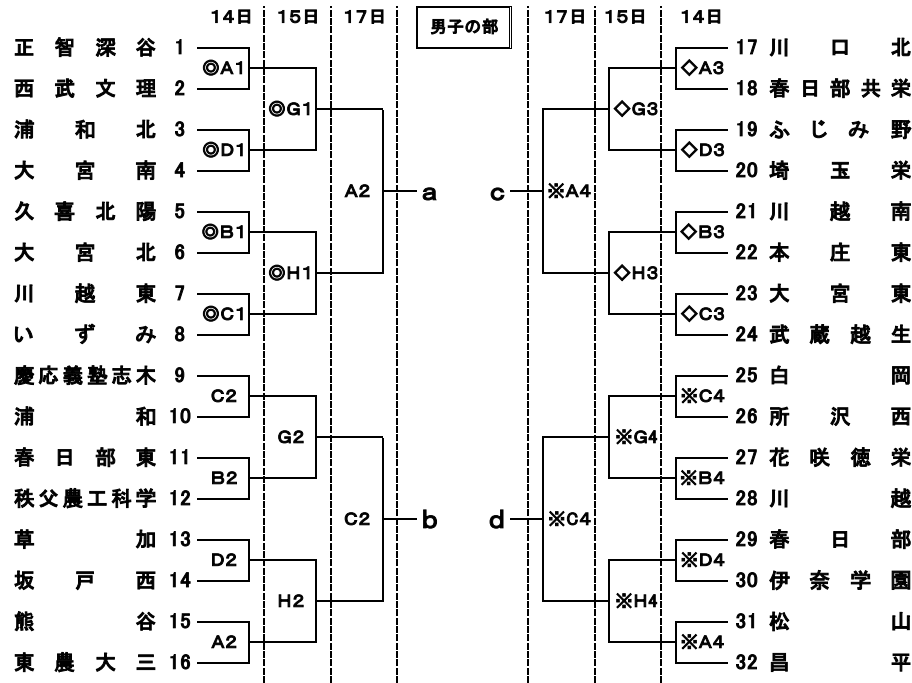 14日 15日 17日 男子の部 17日 15日 14日
正智深谷 1 17 川口北
◎A1 ◇A3
西武文理 2 18 春日部共栄
◎G1 ◇G3
浦和北 3 19 ふじみ野
◎D1 ◇D3
大宮南 4 20 埼玉栄
A2 a c ※A4
久喜北陽 5 21 川越南
◎B1 ◇B3
大宮北 6 22 本庄東
◎H1 ◇H3
川越東 7 23 大宮東
◎C1 ◇C3
いずみ 8 24 武蔵越生
慶応義塾志木 9 25 白岡
C2 ※C4
浦和 10 26 所沢西
G2 ※G4
春日部東 11 27 花咲徳栄
B2 ※B4
秩父農工科学 12 28 川越
C2 b d ※C4
草加 13 29 春日部
D2 ※D4
坂戸西 14 30 伊奈学園
H2 ※H4
熊谷 15 31 松山
A2 ※A4
東農大三 16 32 昌平